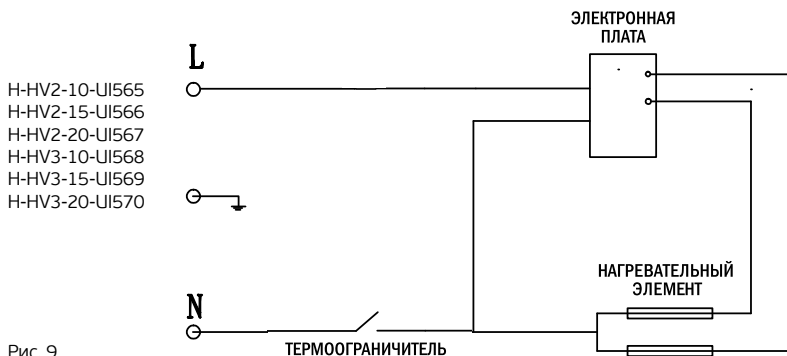 ЭЛЕКТРОННАЯ
ПЛАТА
L
H-HV2-10-UI565
H-HV2-15-UI566
H-HV2-20-UI567
H-HV3-10-UI568
H-HV3-15-UI569
H-HV3-20-UI570
НАГРЕВАТЕЛЬНЫЙ
ЭЛЕМЕНТ
N
ТЕРМООГРАНИЧИТЕЛЬ
Рис. 9